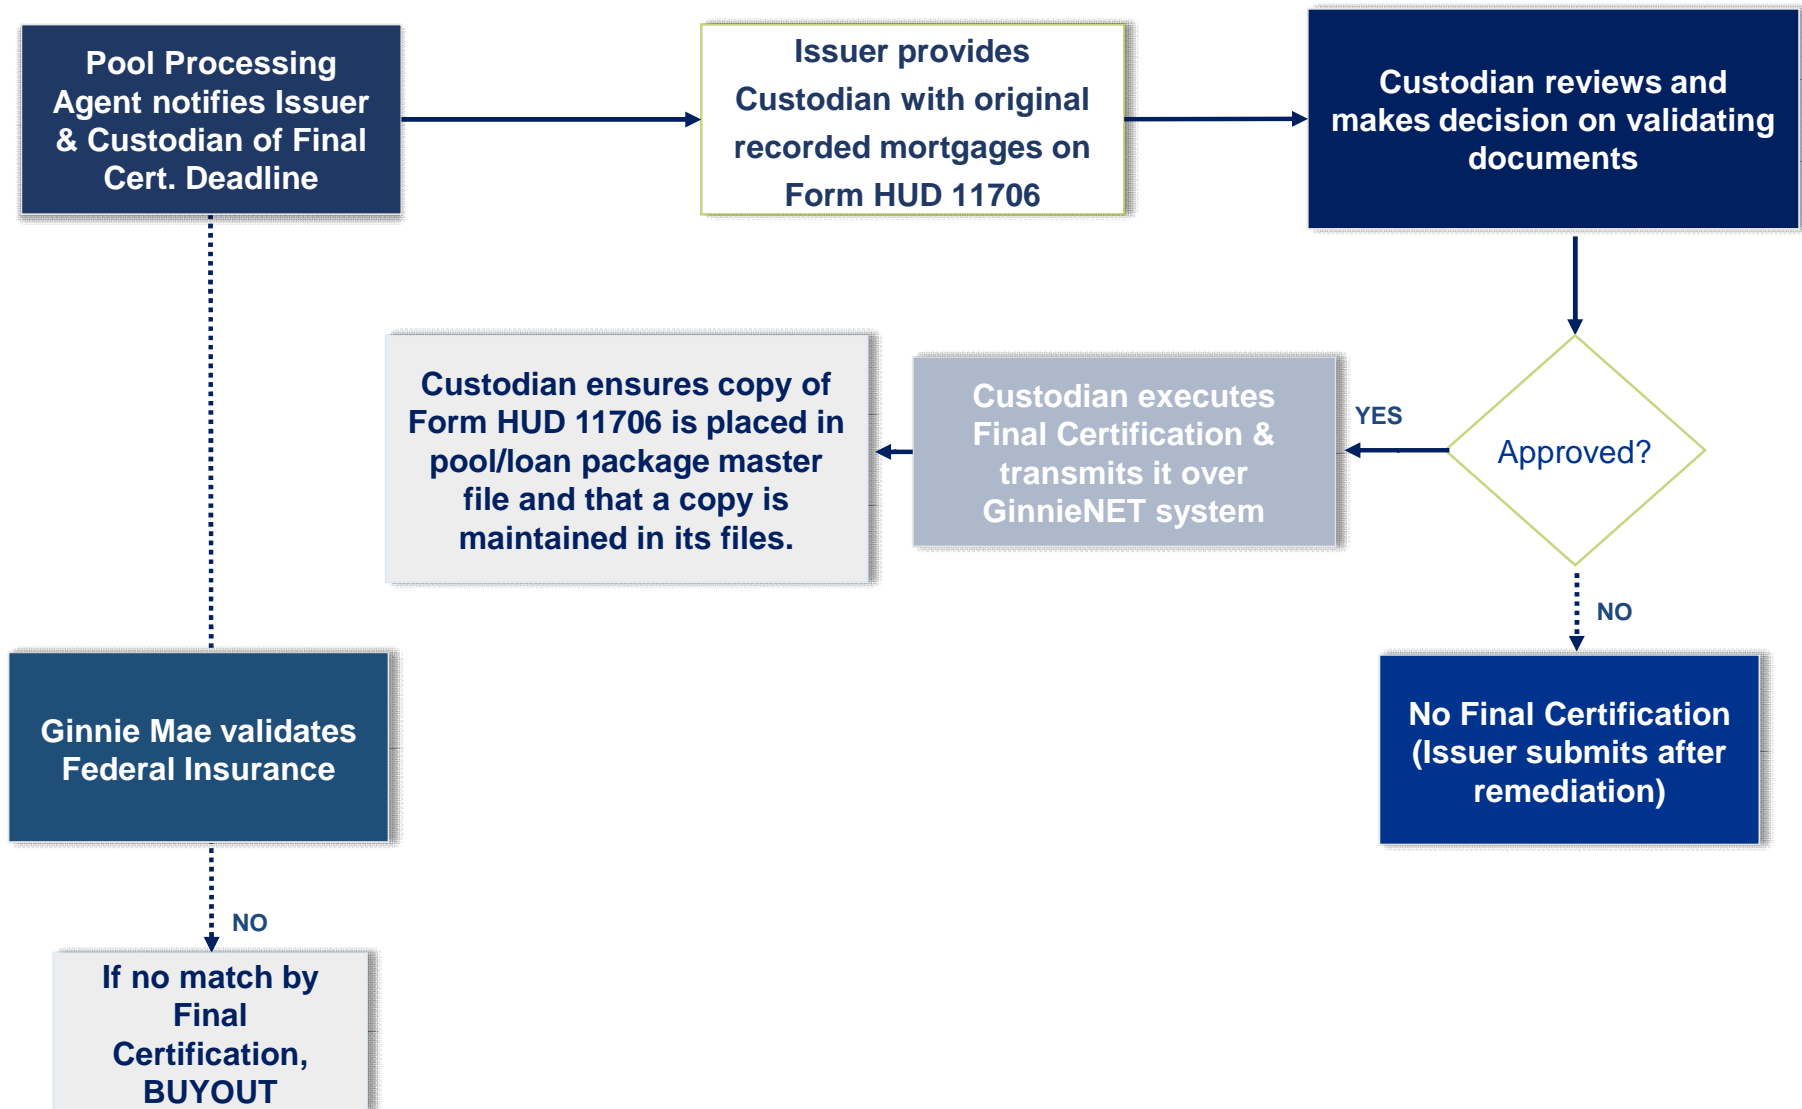 Pool Processing
Agent notifies Issuer
& Custodian of Final
Cert. Deadline
Issuer provides
Custodian with original
recorded mortgages on
Form HUD 11706
Custodian reviews and
makes decision on validating
documents
Approved?
YES
Custodian executes
Final Certification &
transmits it over
GinnieNET system
Custodian ensures copy of
Form HUD 11706 is placed in
pool/loan package master
file and that a copy is
maintained in its files.
NO
No Final Certification
(Issuer submits after
remediation)
Ginnie Mae validates
Federal Insurance
NO
If no match by
Final
Certification,
BUYOUT